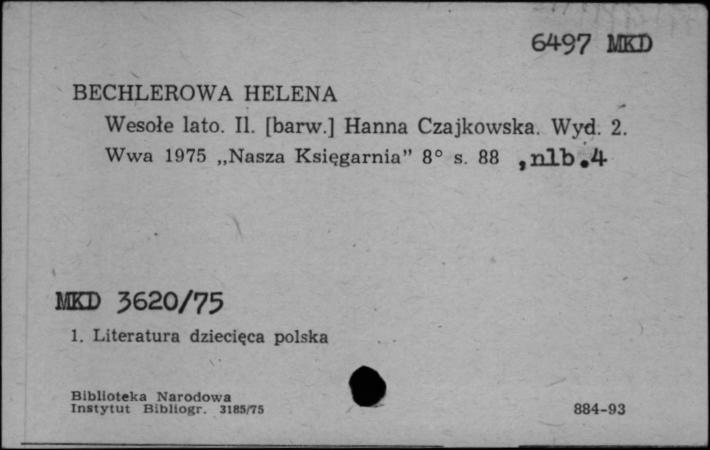 6497 MKD
BECHLEROWA HELENA
Wesołe lato. Il. [barw.] Hanna Czajkowska. Wyd. 2.
Wwa 1975 „Nasza Księgarnia” 8° s. 88 , nlb. 4
MKD 3620/75
1. Literatura dziecięca polska
Biblioteka Narodowa
Instytut Bibliogr. 3185/75
884-93